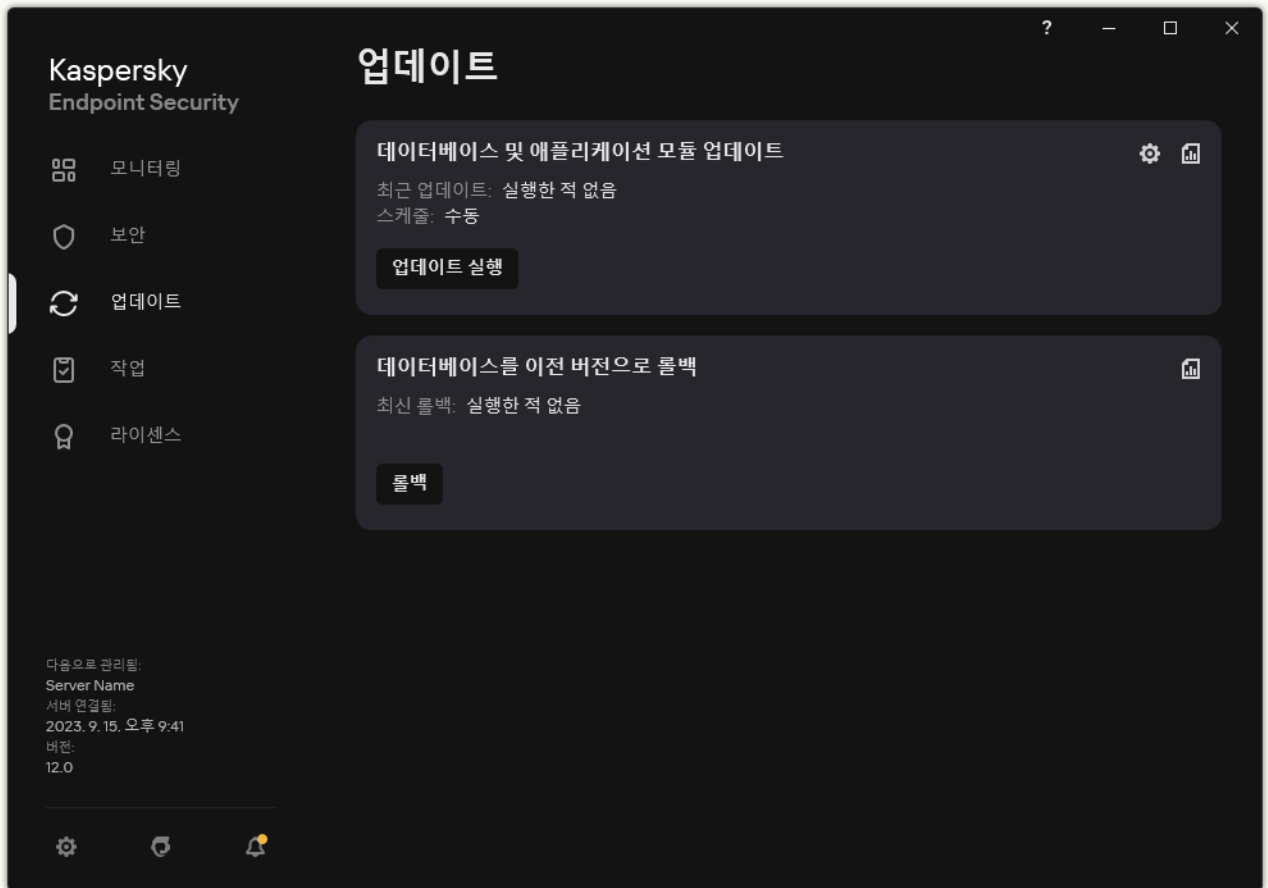 ?
Kaspersky
Endpoint Security
모니터링
보안
업데이트
작업
라이센스
다음으로 관리됨:
Server Name
서버 연결됨:
2023. 9. 15. 오후 9:41
버전:
12.0
업데이트
데이터베이스 및 애플리케이션 모듈 업데이트
최근 업데이트: 실행한 적 없음
스케줄: 수동
업데이트 실행
데이터베이스를 이전 버전으로 롤백
최신 롤백: 실행한 적 없음
롤백